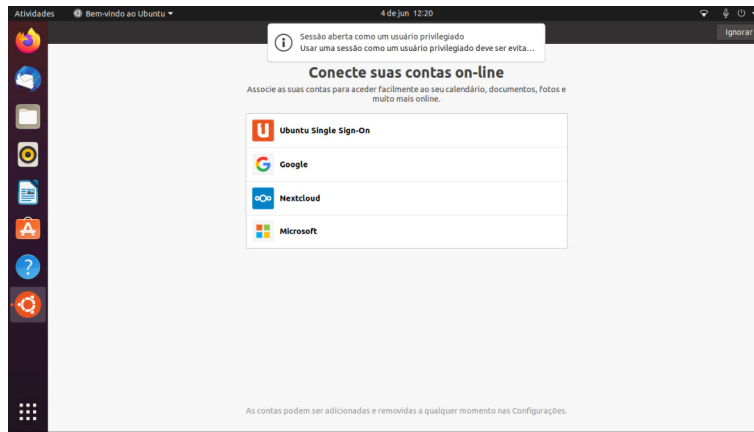 Atividades
Bem-vindo ao Ubuntu
4 de jun 12:20
Ignorar
Sessão aberta como um usuário privilegiado
Usar uma sessão como um usuário privilegiado deve ser evita...
Conecte suas contas on-line
Associe as suas contas para aceder facilmente ao seu calendário, documentos, fotos e
muito mais online.
Ubuntu Single Sign-On
Google
Nextcloud
Microsoft
As contas podem ser adicionadas e removidas a qualquer momento nas Configurações.